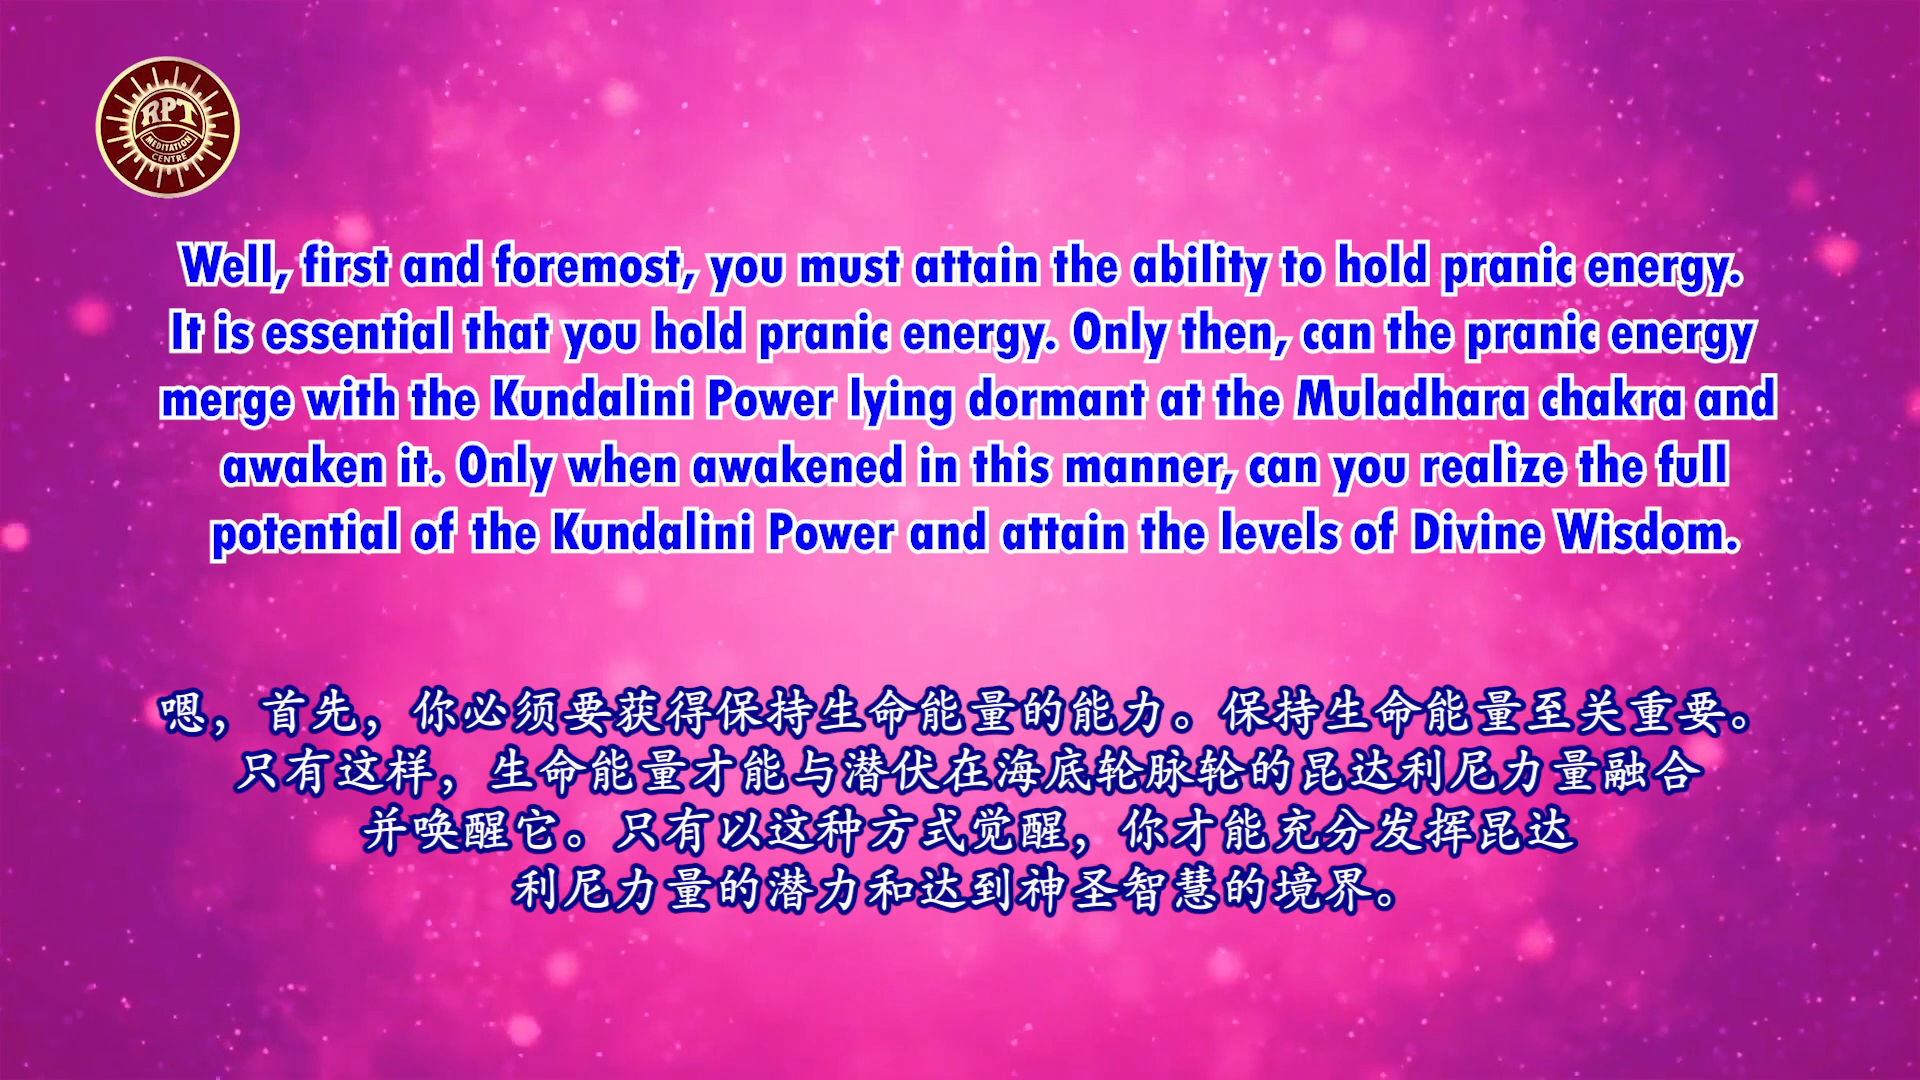 RPT
MEDITATION
CENTRE
Well, first and foremost, you must attain the ability to hold pranic energy.
It is essential that you hold pranic energy. Only then, can the pranic energy
merge with the Kundalini Power lying dormant at the Muladhara chakra and
awaken it. Only when awakened in this manner, can you realize the full
potential of the Kundalini Power and attain the levels of Divine Wisdom.
嗯，首先，你必须要获得保持生命能量的能力。保持生命能量至关重要。
只有这样，生命能量才能与潜伏在海底轮脉轮的昆达利尼力量融合
并唤醒它。只有以这种方式觉醒，你才能充分发挥昆达
利尼力量的潜力和达到神圣智慧的境界。